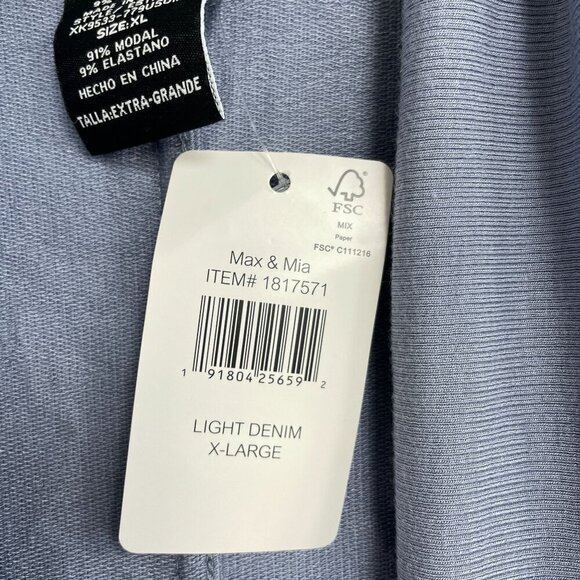 SIZE:XL
91% MODAL
9% ELASTANO
HECHO EN CHINA
TALLA:EXTRA-GRANDE
FSC
MIX
Paper
FSC® C111216
Max & Mia
ITEM# 1817571
1 91804 25659 2
LIGHT DENIM
X-LARGE